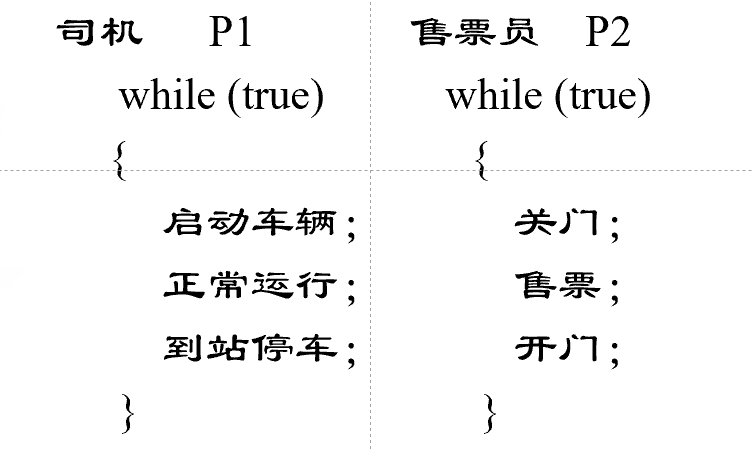 司机 P1 售票员 P2
while (true) while (true)
{ {
启动车辆; 关门;
正常运行; 售票;
到站停车; 开门;
} }